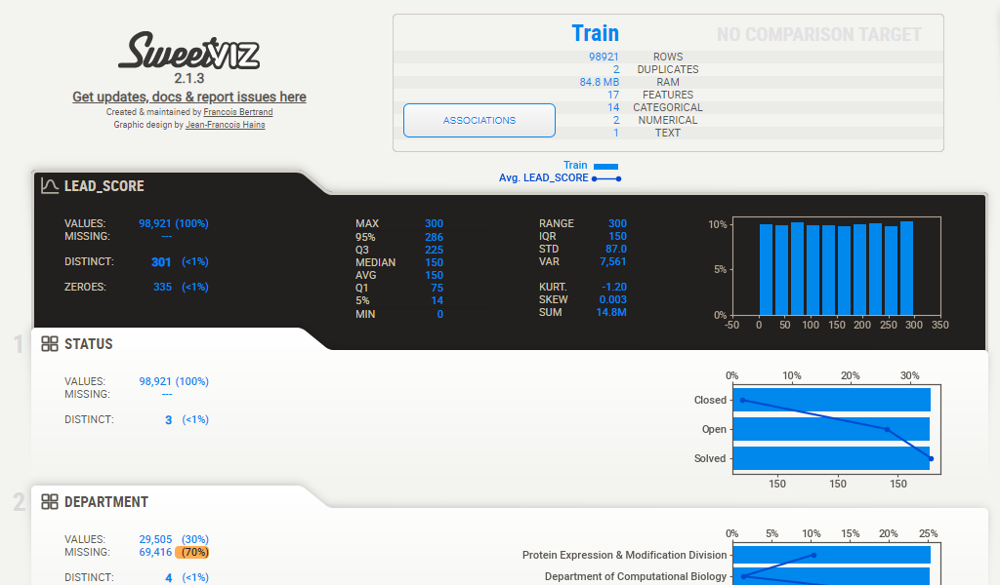 SweetVIZ
2.1.3
Get updates, docs & report issues here
Created & maintained by Francois Bertrand
Graphic design by Jean-Francois Hains
Train NO COMPARISON TARGET
98921 ROWS
2 DUPLICATES
84.8 MB RAM
17 FEATURES
14 CATEGORICAL
2 NUMERICAL
1 TEXT
ASSOCIATIONS
Train
Avg. LEAD_SCORE
LEAD_SCORE
VALUES: 98,921 (100%)
MISSING: ---
DISTINCT: 301 (<1%)
ZEROES: 335 (<1%)
MAX 300
95% 286
Q3 225
MEDIAN 150
AVG 150
Q1 75
5% 14
MIN 0
RANGE 300
IQR 150
STD 87.0
VAR 7,561
KURT. -1.20
SKEW 0.003
SUM 14.8M
10%
5%
0%
-50 0 50 100 150 200 250 300 350
1
STATUS
VALUES: 98,921 (100%)
MISSING: ---
DISTINCT: 3 (<1%)
0% 10% 20% 30%
Closed
Open
Solved
150 150 150
2
DEPARTMENT
VALUES: 29,505 (30%)
MISSING: 69,416 (70%)
DISTINCT: 4 (<1%)
0% 5% 10% 15% 20% 25%
Protein Expression & Modification Division
Department of Computational Biology